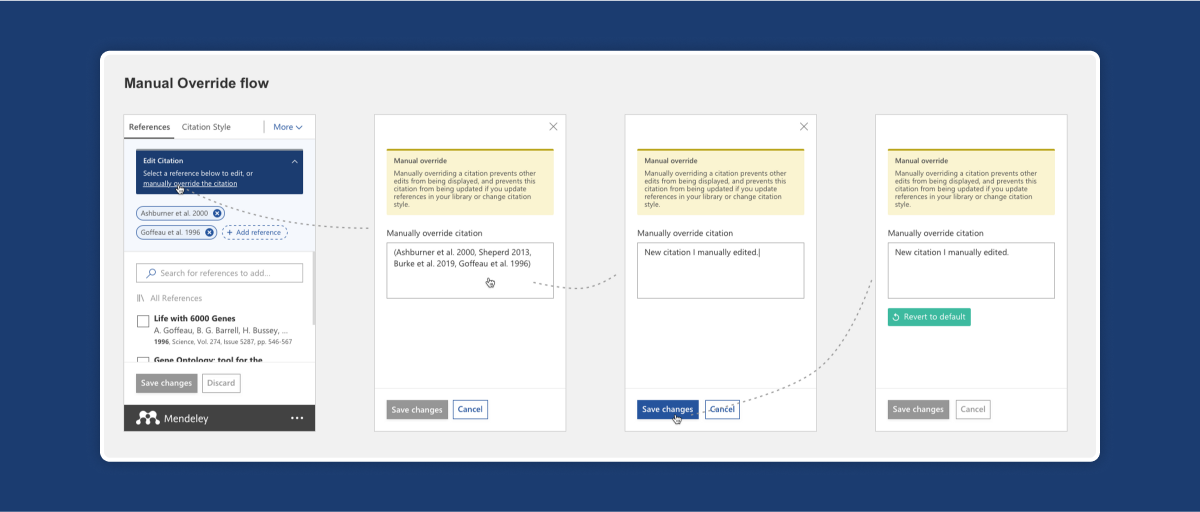 Manual Override flow
References Citation Style More
Edit Citation
Select a reference below to edit, or
manually override the citation
Ashburner et al. 2000
Goffeau et al. 1996
+ Add reference
Search for references to add...
All References
Life with 6000 Genes
A. Goffeau, B. G. Barrell, H. Bussey, ...
1996, Science, Vol. 274, Issue 5287, pp. 546-567
Gene Ontology: tool for the
Save changes Discard
Mendeley
Manual override
Manually overriding a citation prevents other
edits from being displayed, and prevents this
citation from being updated if you update
references in your library or change citation
style.
Manually override citation
(Ashburner et al. 2000, Sheperd 2013,
Burke et al. 2019, Goffeau et al. 1996)
Save changes Cancel
Manual override
Manually overriding a citation prevents other
edits from being displayed, and prevents this
citation from being updated if you update
references in your library or change citation
style.
Manually override citation
New citation I manually edited.
Save changes Cancel
Manual override
Manually overriding a citation prevents other
edits from being displayed, and prevents this
citation from being updated if you update
references in your library or change citation
style.
Manually override citation
New citation I manually edited.
Revert to default
Save changes Cancel